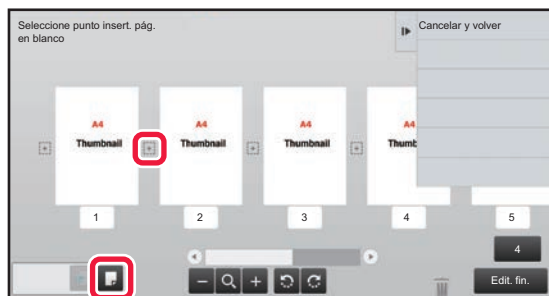 Seleccione punto insert. pág.
en blanco
Cancelar y volver
A4
Thumbnail
A4
Thumbnail
A4
Thumbnail
A4
1
2
3
4
5
4
Edit. fin.